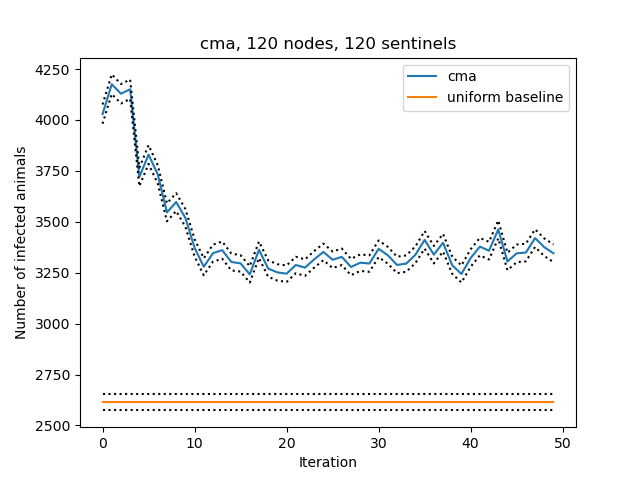 cma, 120 nodes, 120 sentinels
cma
uniform baseline
Number of infected animals
4250
4000
3750
3500
3250
3000
2750
2500
0 10 20 30 40 50
Iteration